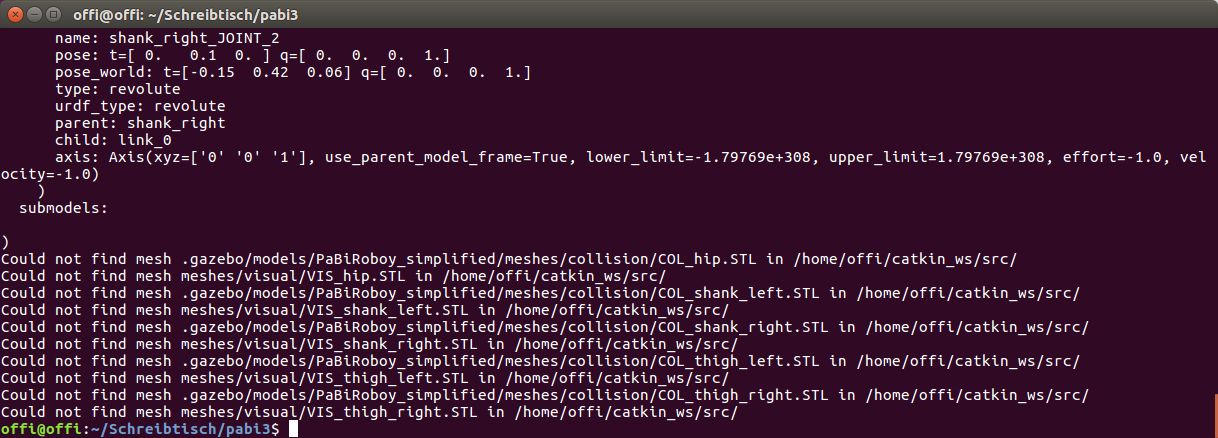 offi@offi: ~/Schreibtisch/pabi3
name: shank_right_JOINT_2
pose: t=[ 0.   0.1  0. ] q=[ 0.  0.  0.  1.]
pose_world: t=[-0.15  0.42  0.06] q=[ 0.  0.  0.  1.]
type: revolute
urdf_type: revolute
parent: shank_right
child: link_0
axis: Axis(xyz=['0' '0' '1'], use_parent_model_frame=True, lower_limit=-1.79769e+308, upper_limit=1.79769e+308, effort=-1.0, vel
ocity=-1.0)
)
submodels:
)
Could not find mesh .gazebo/models/PaBiRoboy_simplified/meshes/collision/COL_hip.STL in /home/offi/catkin_ws/src/
Could not find mesh meshes/visual/VIS_hip.STL in /home/offi/catkin_ws/src/
Could not find mesh .gazebo/models/PaBiRoboy_simplified/meshes/collision/COL_shank_left.STL in /home/offi/catkin_ws/src/
Could not find mesh meshes/visual/VIS_shank_left.STL in /home/offi/catkin_ws/src/
Could not find mesh .gazebo/models/PaBiRoboy_simplified/meshes/collision/COL_shank_right.STL in /home/offi/catkin_ws/src/
Could not find mesh meshes/visual/VIS_shank_right.STL in /home/offi/catkin_ws/src/
Could not find mesh .gazebo/models/PaBiRoboy_simplified/meshes/collision/COL_thigh_left.STL in /home/offi/catkin_ws/src/
Could not find mesh meshes/visual/VIS_thigh_left.STL in /home/offi/catkin_ws/src/
Could not find mesh .gazebo/models/PaBiRoboy_simplified/meshes/collision/COL_thigh_right.STL in /home/offi/catkin_ws/src/
Could not find mesh meshes/visual/VIS_thigh_right.STL in /home/offi/catkin_ws/src/
offi@offi:~/Schreibtisch/pabi3$